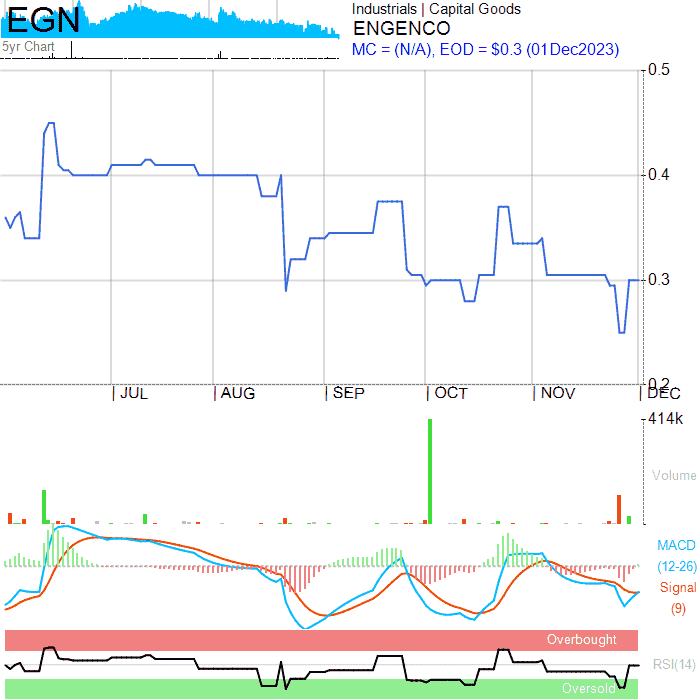 EGN
5yr Chart
Industrials | Capital Goods
ENGENCO
MC = (N/A), EOD = $0.3 (01Dec2023)
0.5
0.4
0.3
0.2
| JUL | AUG | SEP | OCT | NOV | DEC
414k
Volume
MACD
(12-26)
Signal
(9)
Overbought
RSI(14)
Oversold